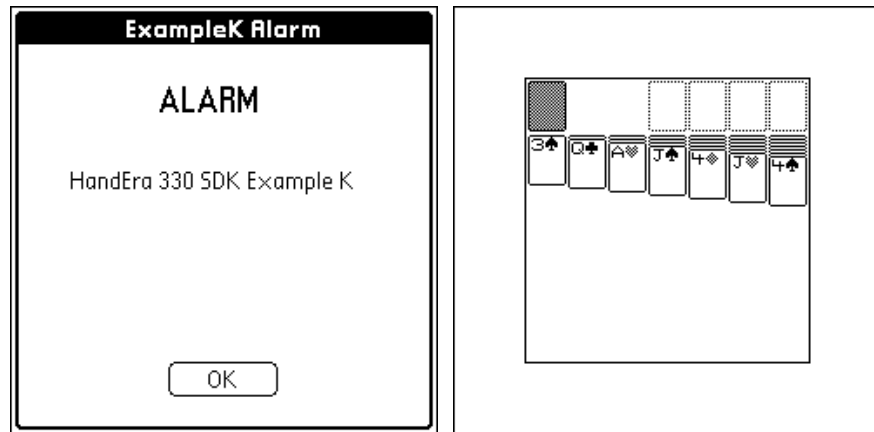 ExampleK Alarm
ALARM
HandEra 330 SDK Example K
OK
3♠ Q♣ A♥ J♠ 4♦ J♥ 4♠